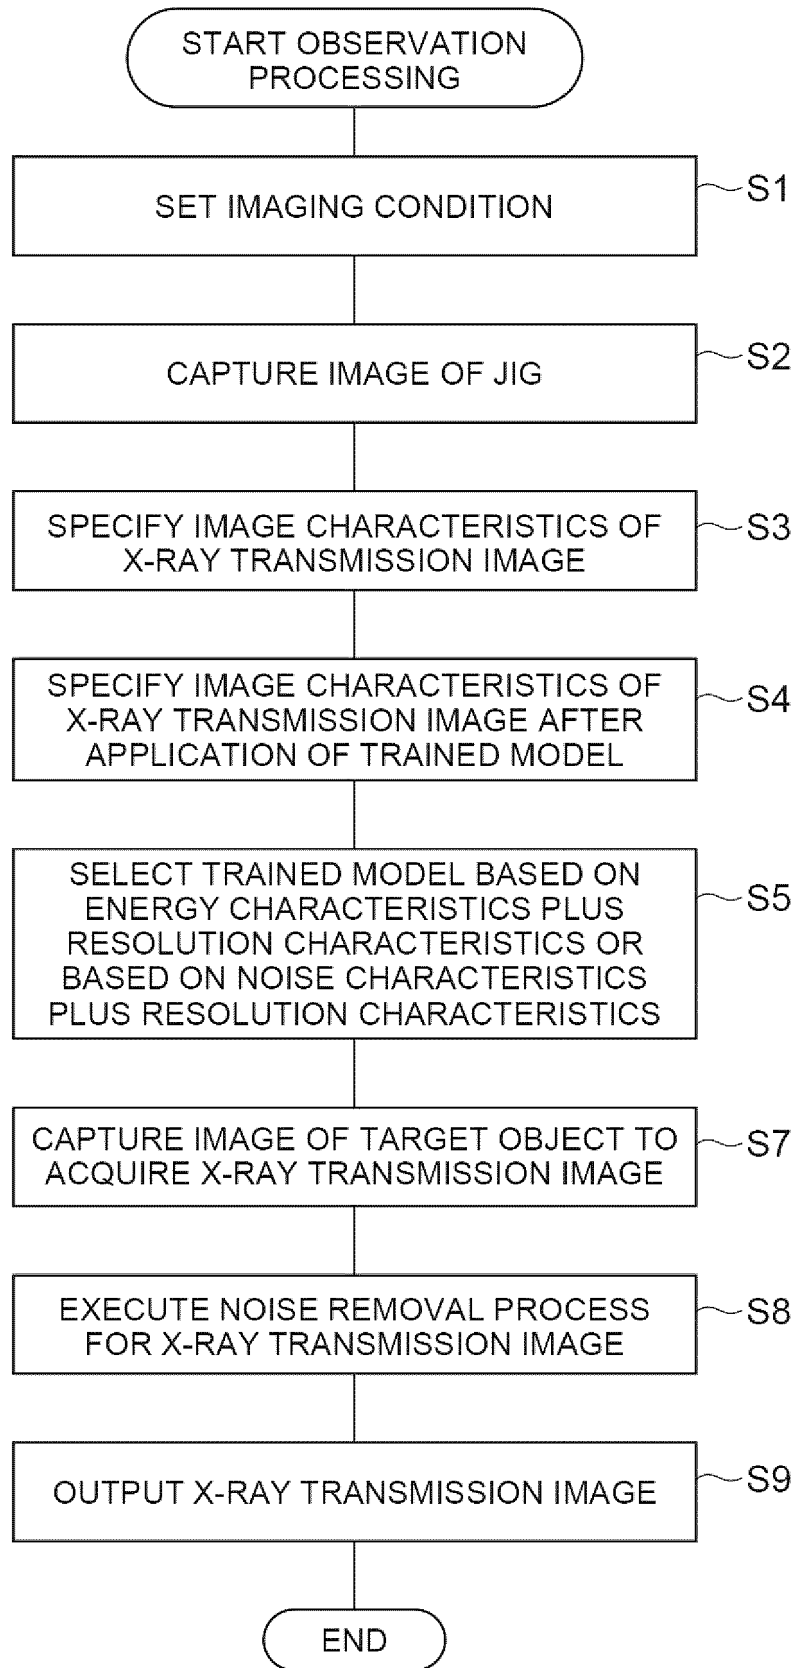 START OBSERVATION
PROCESSING
SET IMAGING CONDITION
S1
CAPTURE IMAGE OF JIG
S2
SPECIFY IMAGE CHARACTERISTICS OF
X-RAY TRANSMISSION IMAGE
S3
SPECIFY IMAGE CHARACTERISTICS OF
X-RAY TRANSMISSION IMAGE AFTER
APPLICATION OF TRAINED MODEL
S4
SELECT TRAINED MODEL BASED ON
ENERGY CHARACTERISTICS PLUS
RESOLUTION CHARACTERISTICS OR
BASED ON NOISE CHARACTERISTICS
PLUS RESOLUTION CHARACTERISTICS
S5
CAPTURE IMAGE OF TARGET OBJECT TO
ACQUIRE X-RAY TRANSMISSION IMAGE
S7
EXECUTE NOISE REMOVAL PROCESS
FOR X-RAY TRANSMISSION IMAGE
S8
OUTPUT X-RAY TRANSMISSION IMAGE
S9
END